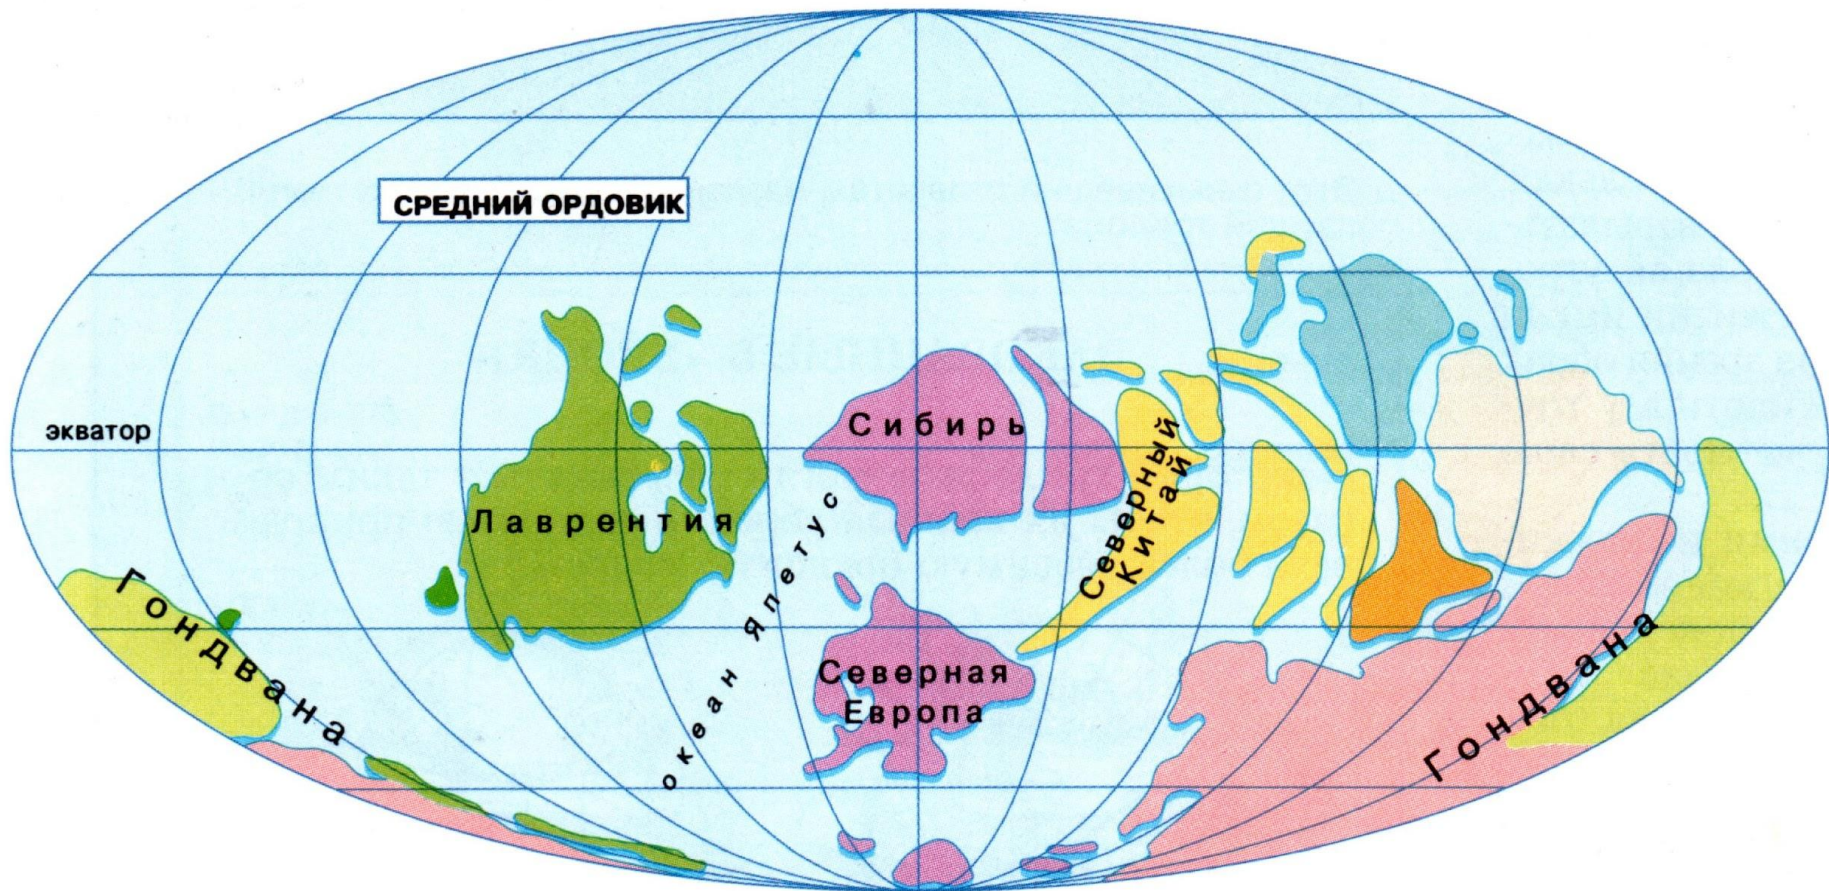 СРЕДНИЙ ОРДОВИК
экватор
Сибирь
Северный
Китай
Лаврентия
океан Япетус
Гондвана
Северная
Европа
Гондвана